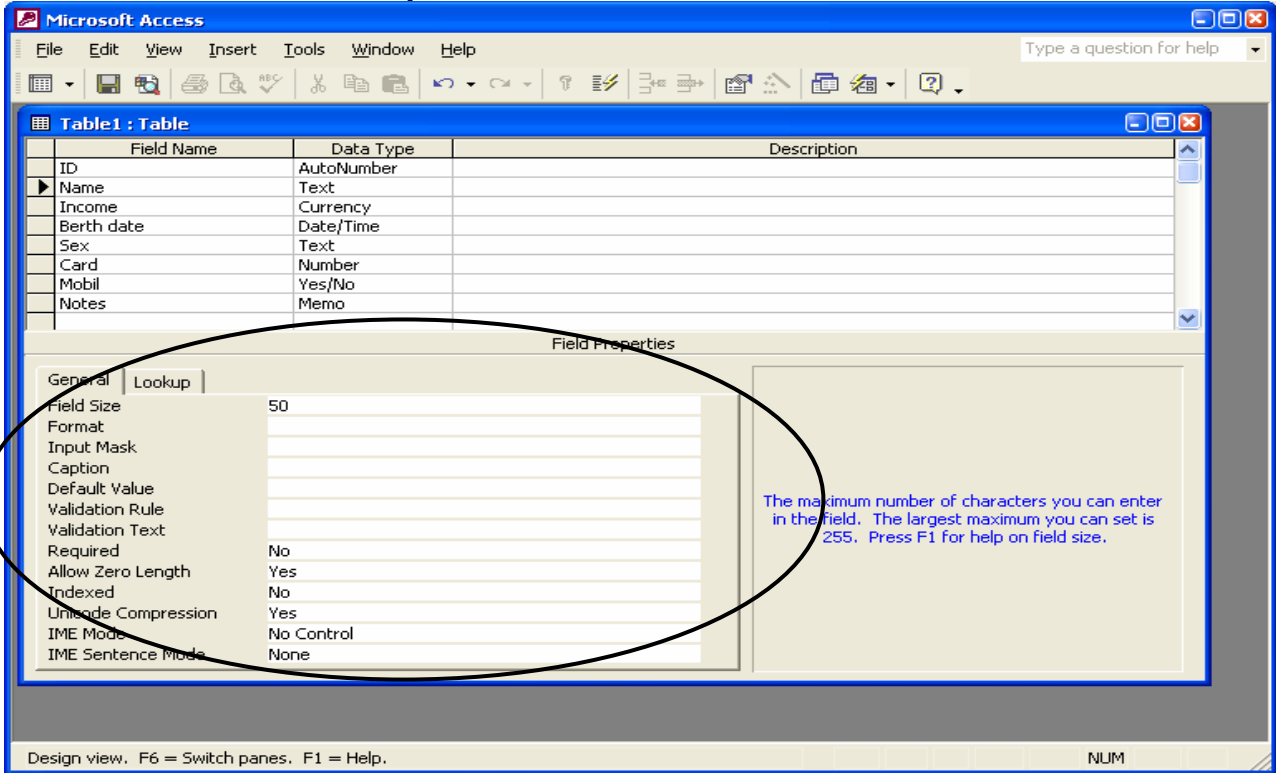 Microsoft Access
File Edit View Insert Tools Window Help Type a question for help
Table1 : Table
Field Name Data Type Description
ID AutoNumber
Name Text
Income Currency
Berth date Date/Time
Sex Text
Card Number
Mobil Yes/No
Notes Memo
Field Properties
General Lookup
Field Size 50
Format
Input Mask
Caption
Default Value
Validation Rule
Validation Text
Required No
Allow Zero Length Yes
Indexed No
Unicode Compression Yes
IME Mode No Control
IME Sentence Mode None
The maximum number of characters you can enter
in the field. The largest maximum you can set is
255. Press F1 for help on field size.
Design view. F6 = Switch panes. F1 = Help. NUM